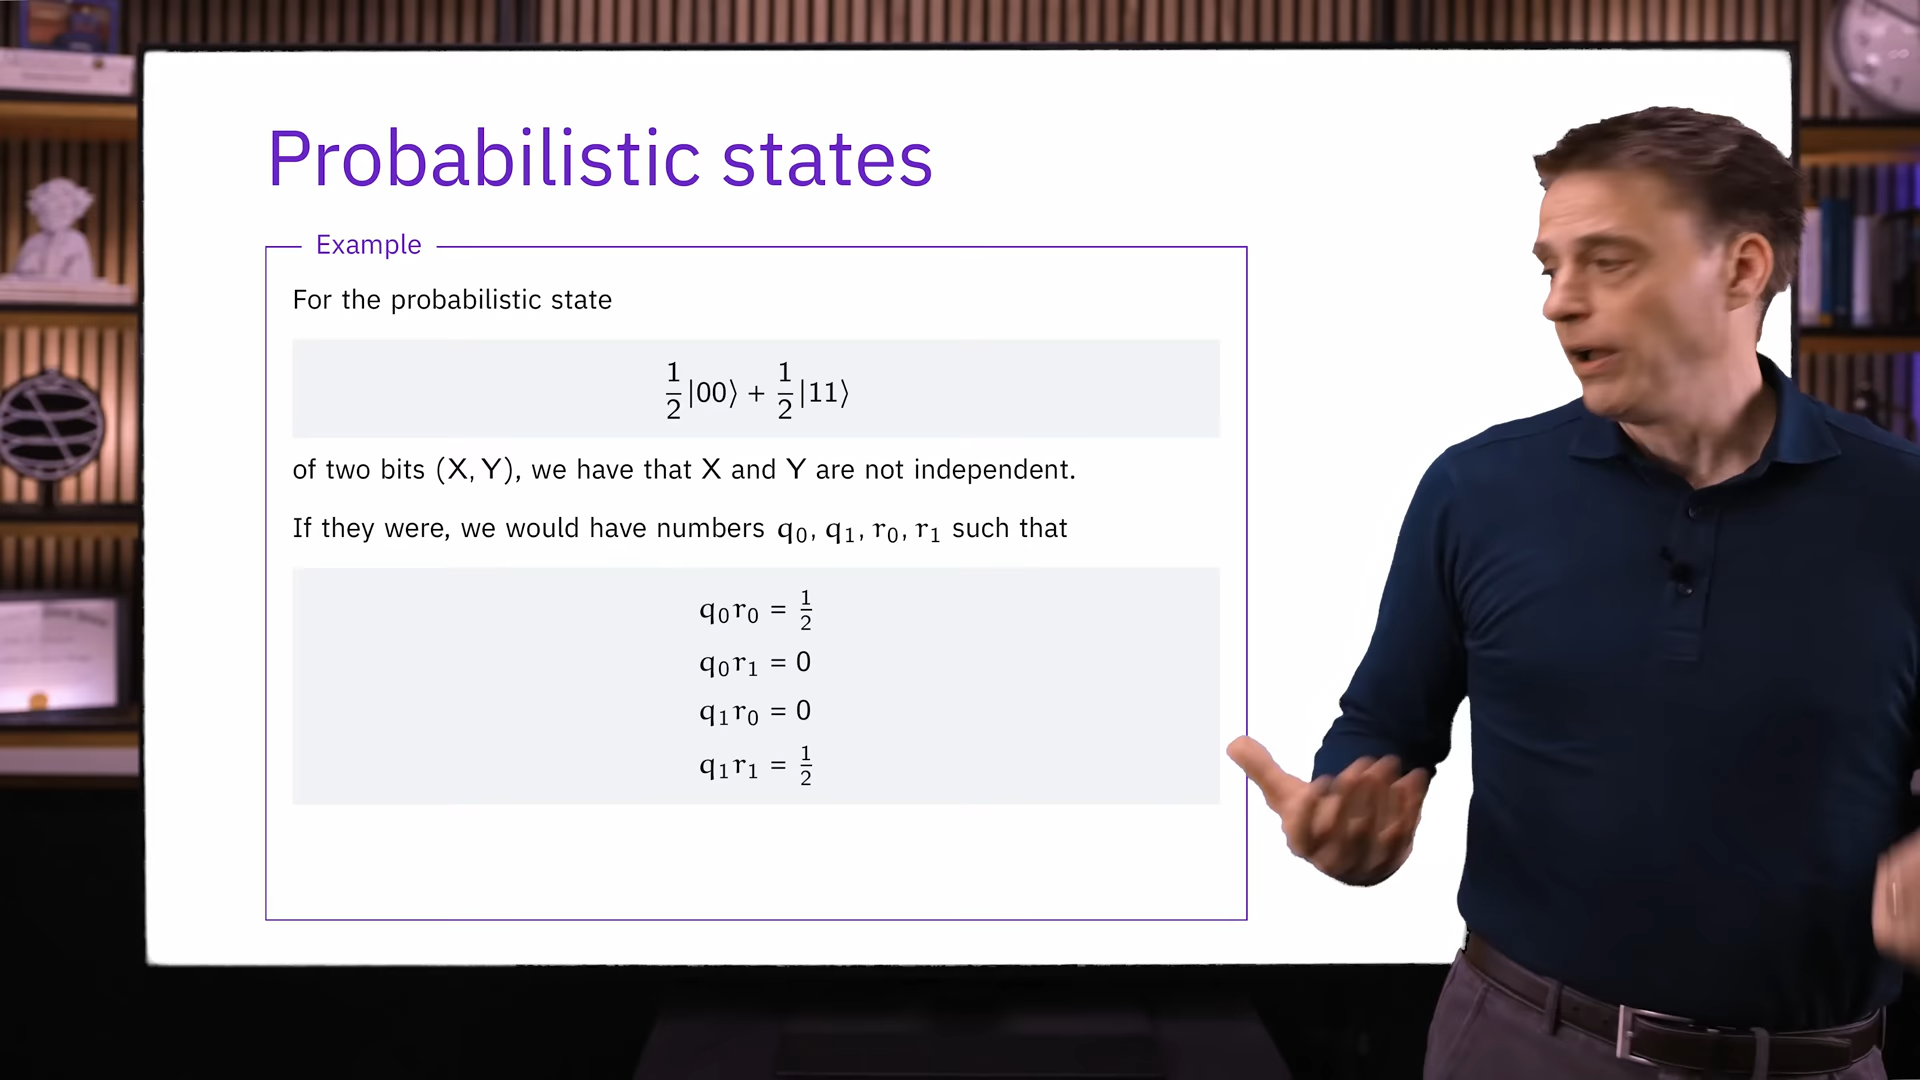 Probabilistic states
Example
For the probabilistic state
1/2|00⟩ + 1/2|11⟩
of two bits (X, Y), we have that X and Y are not independent.
If they were, we would have numbers q₀, q₁, r₀, r₁ such that
q₀r₀ = 1/2
q₀r₁ = 0
q₁r₀ = 0
q₁r₁ = 1/2